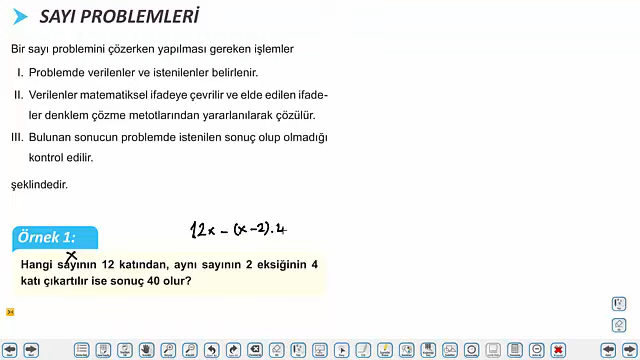 SAYI PROBLEMLERİ
Bir sayı problemini çözerken yapılması gereken işlemler
I. Problemde verilenler ve istenilenler belirlenir.
II. Verilenler matematiksel ifadeye çevrilir ve elde edilen ifade-
ler denklem çözme metotlarından yararlanılarak çözülür.
III. Bulunan sonucun problemde istenilen sonuç olup olmadığı
kontrol edilir.
şeklindedir.
12x - (x-2).4
Örnek 1:
x
Hangi sayının 12 katından, aynı sayının 2 eksiğinin 4
katı çıkartılır ise sonuç 40 olur?